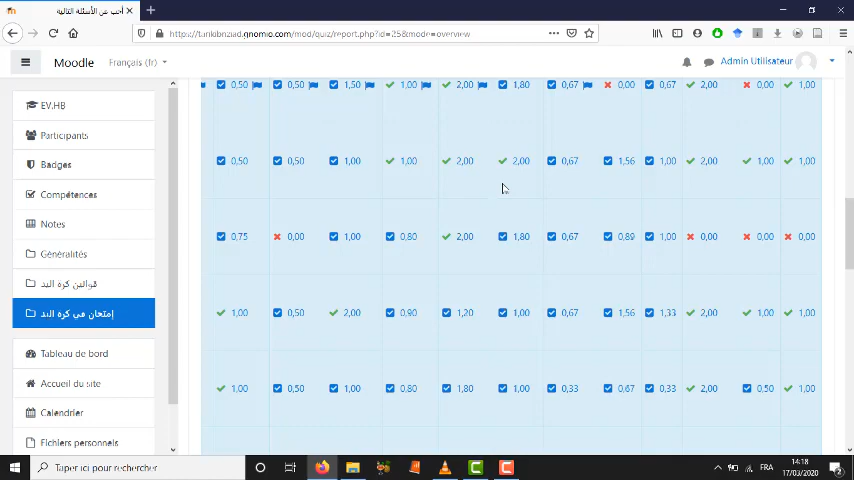 أجب عن الأسئلة التالية
https://tarikibnziad.gnomio.com/mod/quiz/report.php?id=258&mode=overview
Moodle Français (fr) Admin Utilisateur
EV.HB
Participants
Badges
Compétences
Notes
Généralités
قوانين كرة اليد
إمتحان في كرة اليد
Tableau de bord
Accueil du site
Calendrier
Fichiers personnels
0,50 0,50 1,50 1,00 2,00 1,80 0,67 0,00 0,67 2,00 0,00 1,00
0,50 0,50 1,00 1,00 2,00 2,00 0,67 1,56 1,00 2,00 1,00 1,00
0,75 0,00 1,00 0,80 2,00 1,80 0,67 0,89 1,00 0,00 0,00 0,00
1,00 0,50 2,00 0,90 1,20 1,00 0,67 1,56 1,33 2,00 1,00 1,00
1,00 0,50 1,00 0,80 1,80 1,00 0,33 0,67 0,33 2,00 0,50 1,00
Taper ici pour rechercher
FRA
14:18
17/03/2020
2